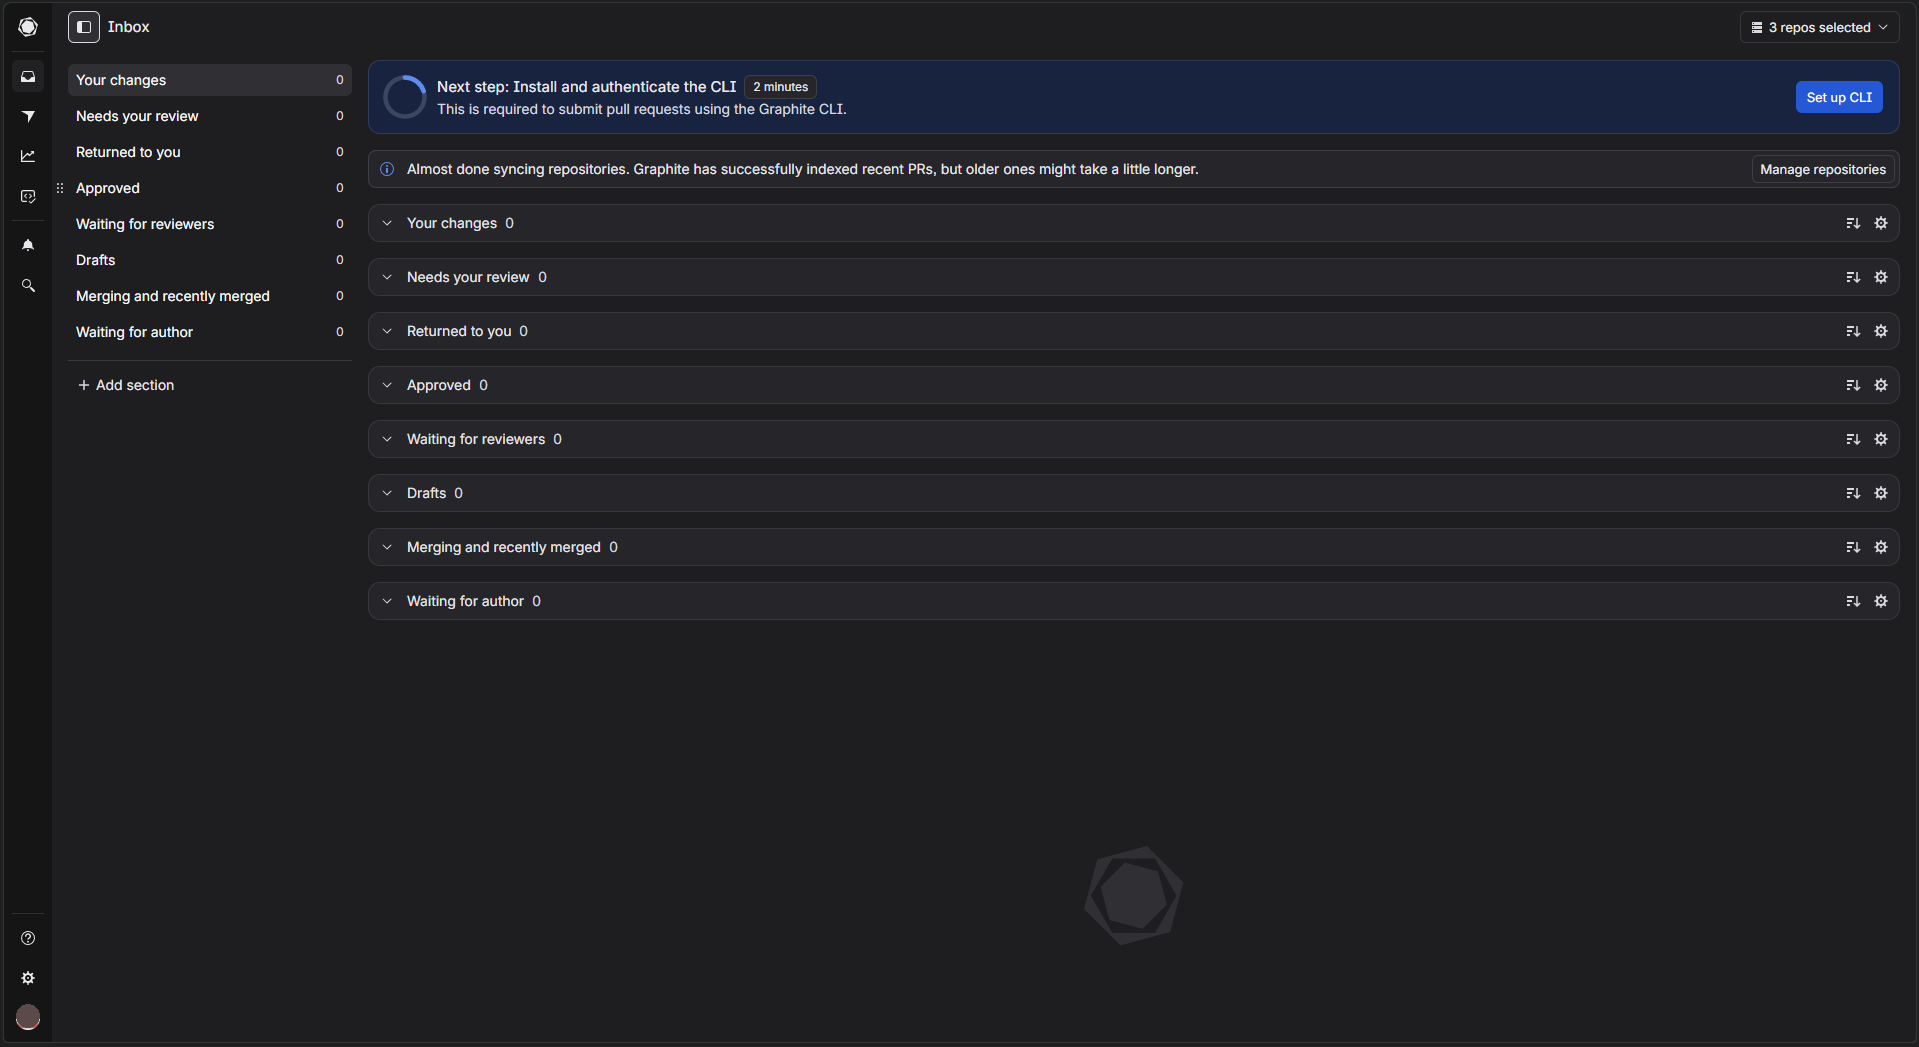 Inbox
3 repos selected
Your changes 0
Needs your review 0
Returned to you 0
Approved 0
Waiting for reviewers 0
Drafts 0
Merging and recently merged 0
Waiting for author 0
Add section
Next step: Install and authenticate the CLI 2 minutes
This is required to submit pull requests using the Graphite CLI.
Set up CLI
Almost done syncing repositories. Graphite has successfully indexed recent PRs, but older ones might take a little longer.
Manage repositories
Your changes 0
Needs your review 0
Returned to you 0
Approved 0
Waiting for reviewers 0
Drafts 0
Merging and recently merged 0
Waiting for author 0